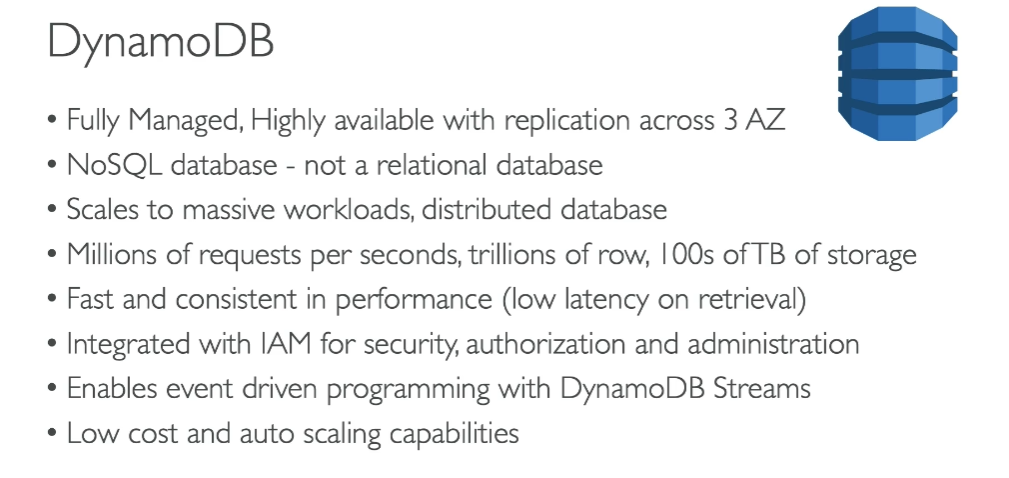 DynamoDB
• Fully Managed, Highly available with replication across 3 AZ
• NoSQL database - not a relational database
• Scales to massive workloads, distributed database
• Millions of requests per seconds, trillions of row, 100s of TB of storage
• Fast and consistent in performance (low latency on retrieval)
• Integrated with IAM for security, authorization and administration
• Enables event driven programming with DynamoDB Streams
• Low cost and auto scaling capabilities